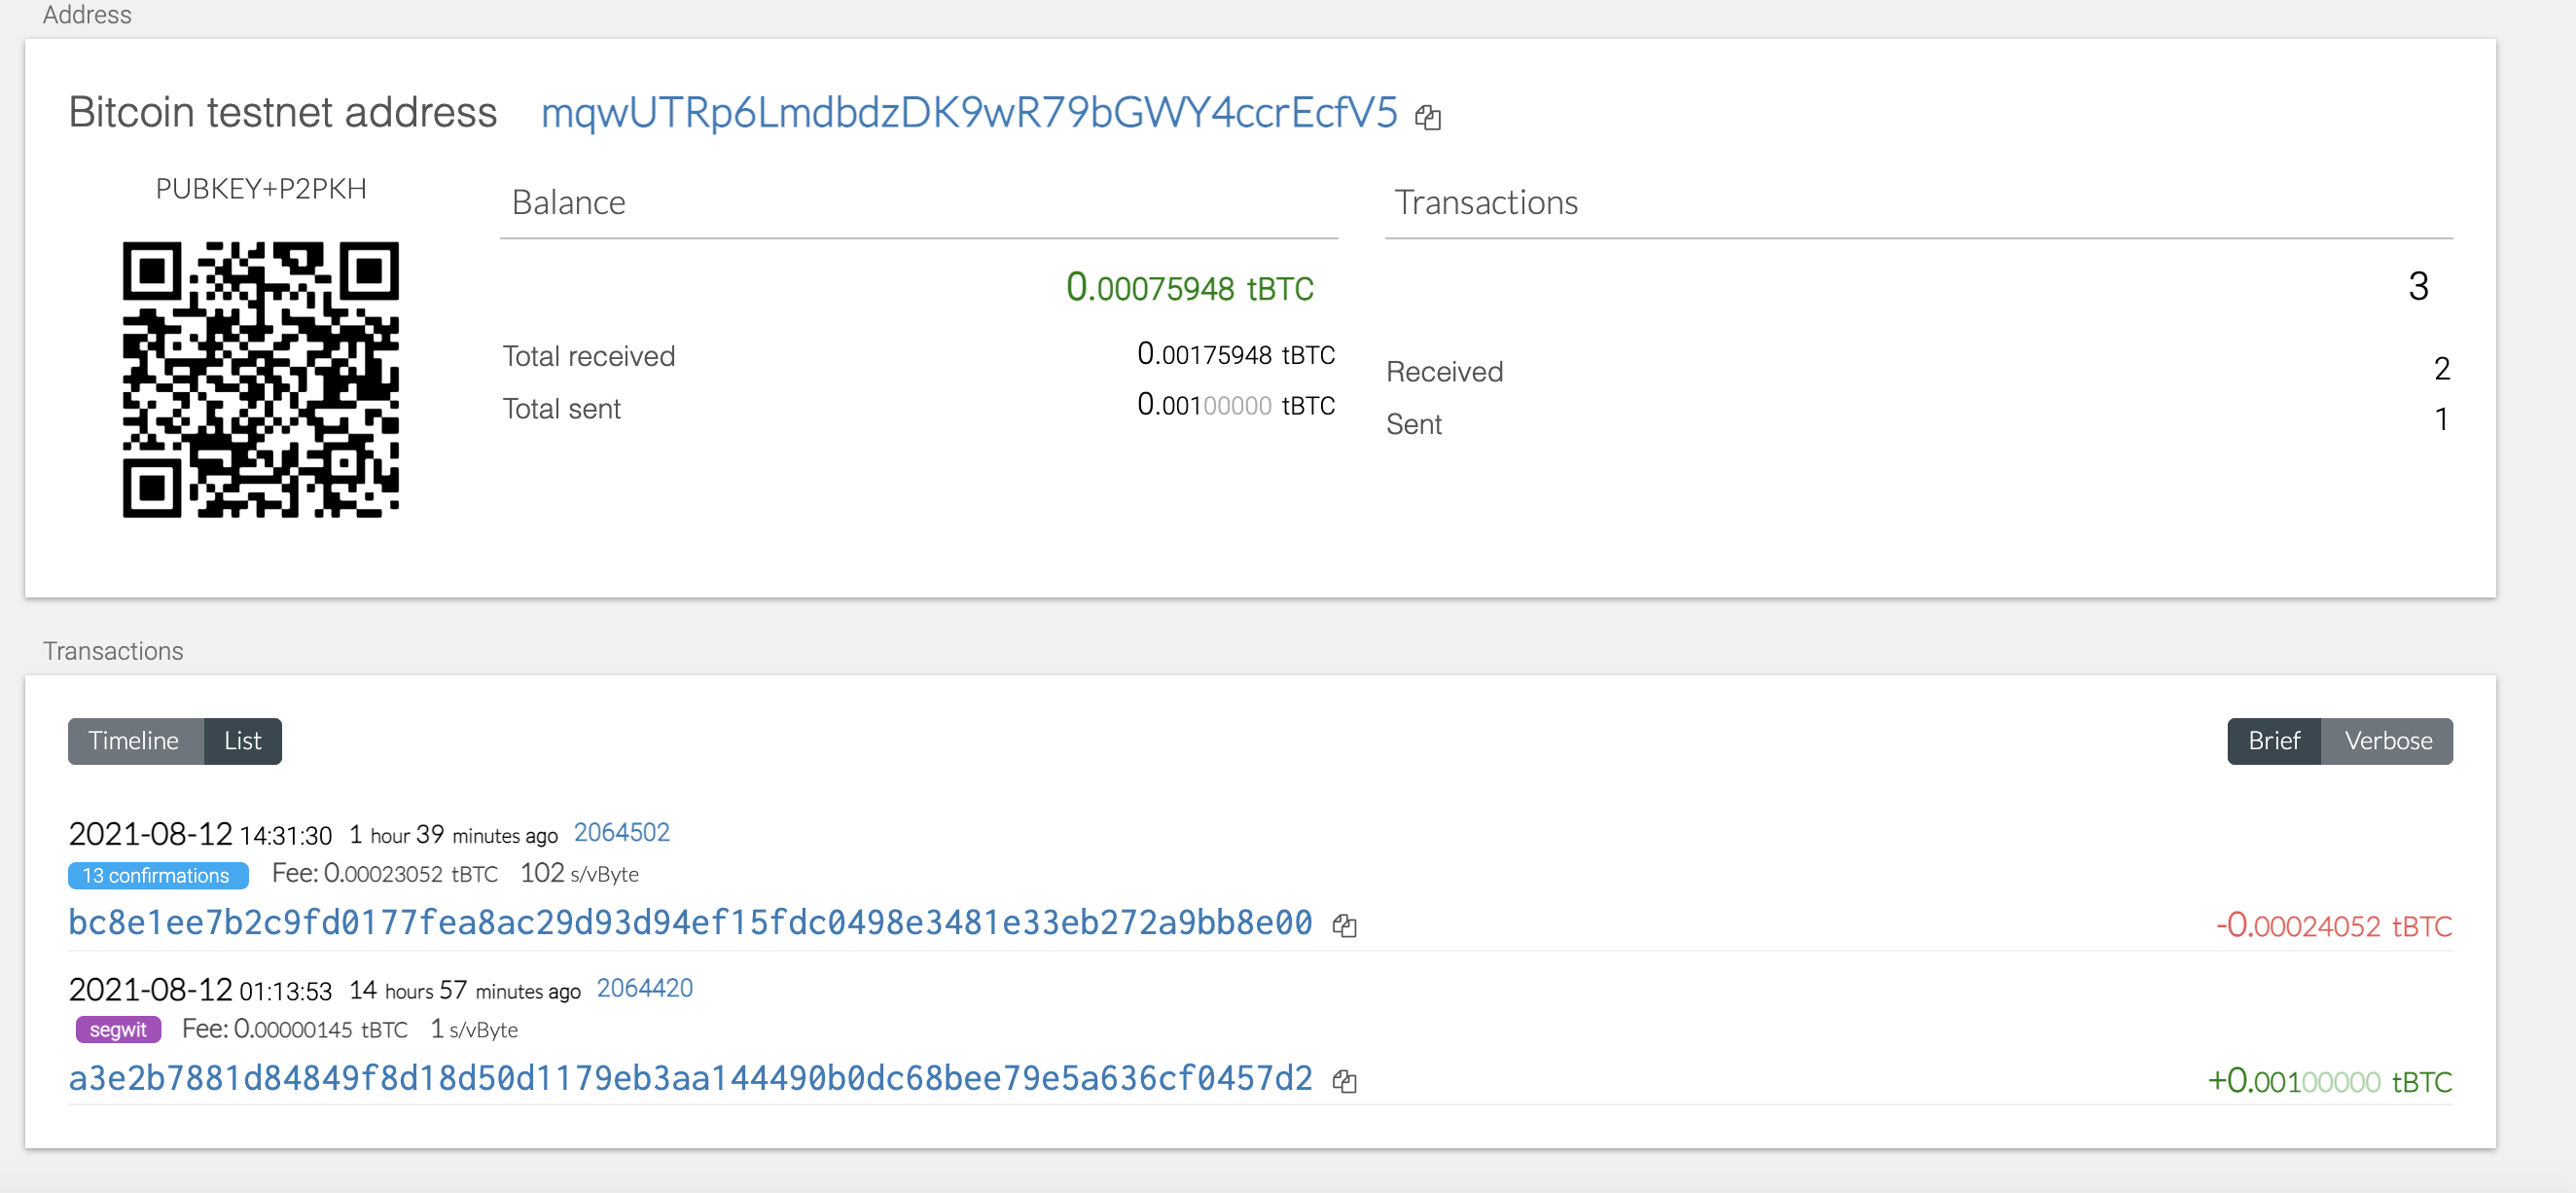 Address
Bitcoin testnet address mqwUTRp6LmdbdzDK9wR79bGWY4ccrEcfV5
PUBKEY+P2PKH
Balance
0.00075948 tBTC
Total received 0.00175948 tBTC
Total sent 0.00100000 tBTC
Transactions
3
Received 2
Sent 1
Transactions
Timeline List Brief Verbose
2021-08-12 14:31:30 1 hour 39 minutes ago 2064502
13 confirmations Fee: 0.00023052 tBTC 102 s/vByte
bc8e1ee7b2c9fd0177fea8ac29d93d94ef15fdc0498e3481e33eb272a9bb8e00 -0.00024052 tBTC
2021-08-12 01:13:53 14 hours 57 minutes ago 2064420
segwit Fee: 0.00000145 tBTC 1 s/vByte
a3e2b7881d84849f8d18d50d1179eb3aa144490b0dc68bee79e5a636cf0457d2 +0.00100000 tBTC